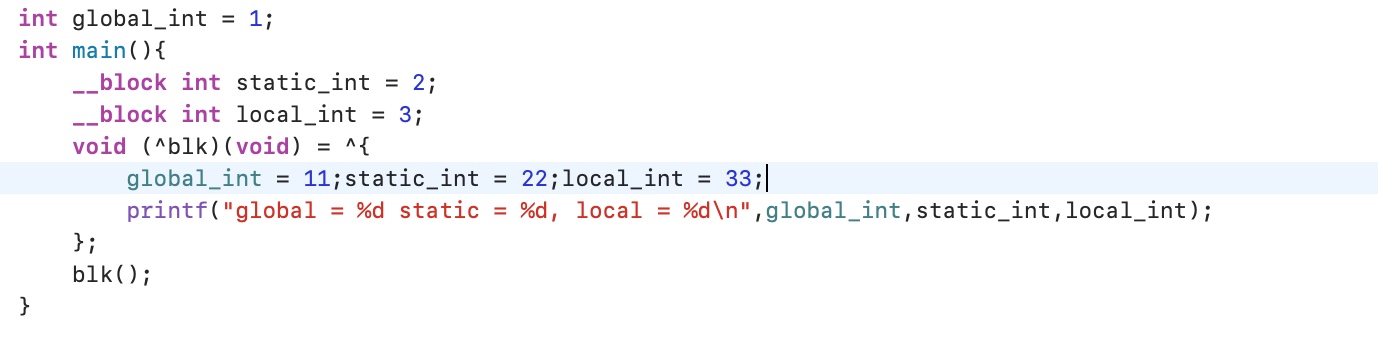 int global_int = 1;
int main(){
    __block int static_int = 2;
    __block int local_int = 3;
    void (^blk)(void) = ^{
        global_int = 11;static_int = 22;local_int = 33;
        printf("global = %d static = %d, local = %d\n",global_int,static_int,local_int);
    };
    blk();
}